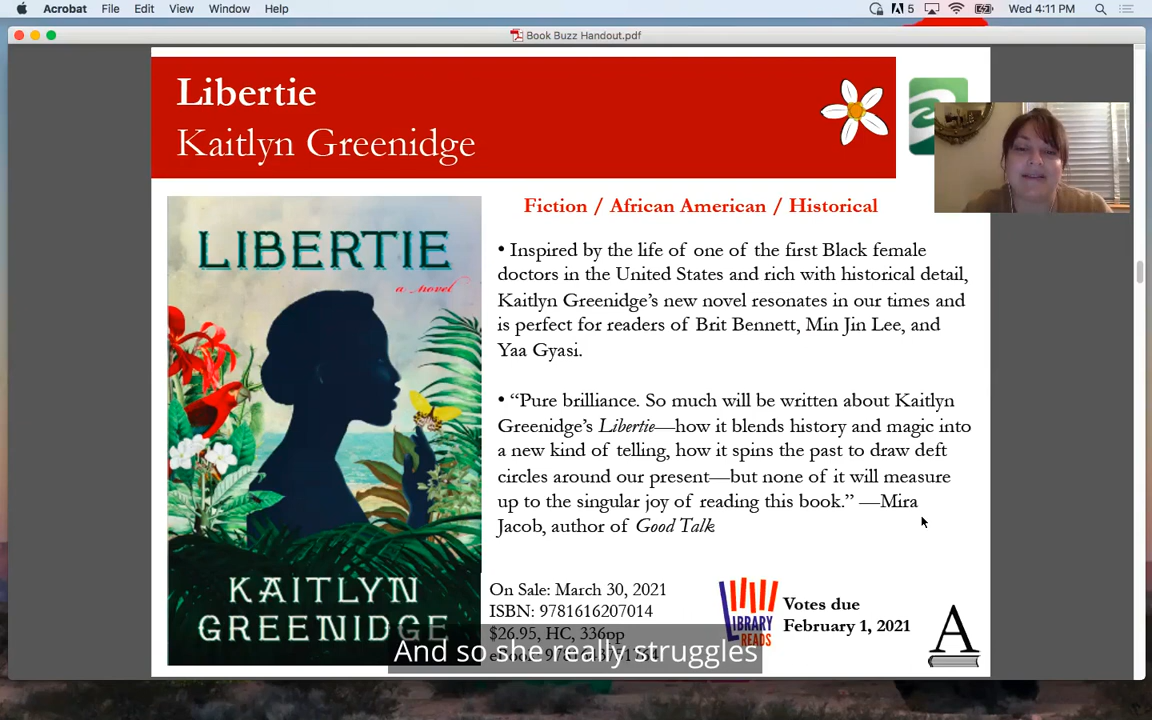 Acrobat File Edit View Window Help
5
Wed 4:11 PM
Book Buzz Handout.pdf
Libertie
Kaitlyn Greenidge
Fiction / African American / Historical
LIBERTIE
a novel
KAITLYN
GREENIDGE
• Inspired by the life of one of the first Black female
doctors in the United States and rich with historical detail,
Kaitlyn Greenidge’s new novel resonates in our times and
is perfect for readers of Brit Bennett, Min Jin Lee, and
Yaa Gyasi.
• “Pure brilliance. So much will be written about Kaitlyn
Greenidge’s Libertie—how it blends history and magic into
a new kind of telling, how it spins the past to draw deft
circles around our present—but none of it will measure
up to the singular joy of reading this book.” —Mira
Jacob, author of Good Talk
On Sale: March 30, 2021
ISBN: 9781616207014
$26.95, HC, 336pp
LIBRARY
READS
Votes due
February 1, 2021
A
And so she really struggles